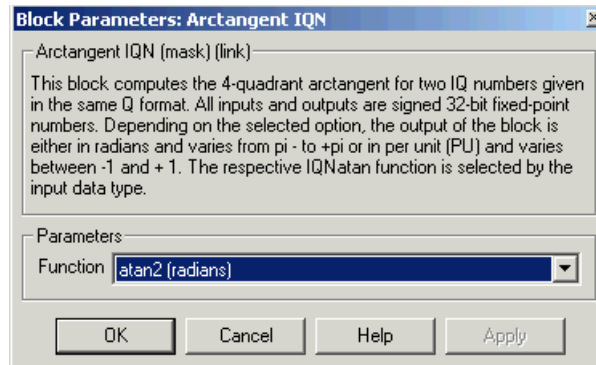 Block Parameters: Arctangent IQN
Arctangent IQN (mask) (link)
This block computes the 4-quadrant arctangent for two IQ numbers given
in the same Q format. All inputs and outputs are signed 32-bit fixed-point
numbers. Depending on the selected option, the output of the block is
either in radians and varies from pi - to +pi or in per unit (PU) and varies
between -1 and + 1. The respective IQNatan function is selected by the
input data type.
Parameters
Function atan2 (radians)
OK Cancel Help Apply